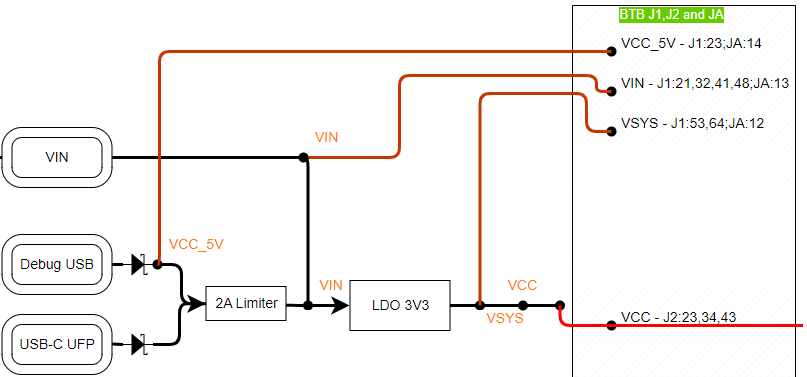 BTB J1,J2 and JA
VCC_5V - J1:23;JA:14
VIN - J1:21,32,41,48;JA:13
VSYS - J1:53,64;JA:12
VIN
VIN
VCC_5V
Debug USB
VIN
VCC
2A Limiter
LDO 3V3
VSYS
VCC - J2:23,34,43
USB-C UFP